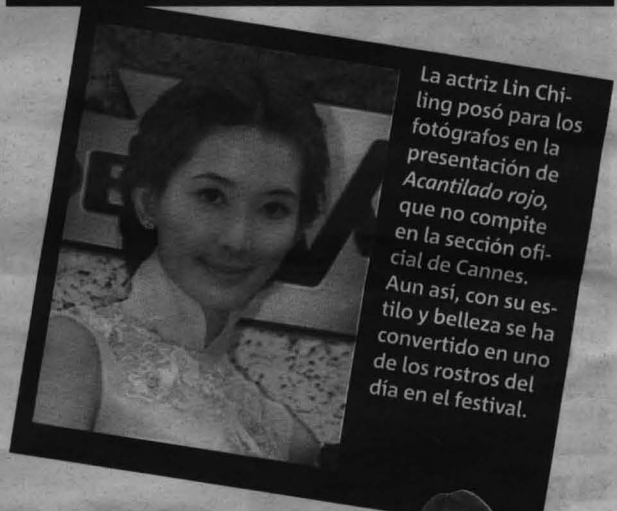 La actriz Lin Chi-
ling posó para los
fotógrafos en la
presentación de
Acantilado rojo,
que no compite
en la sección ofi-
cial de Cannes.
Aun así, con su es-
tilo y belleza se ha
convertido en uno
de los rostros del
día en el festival.